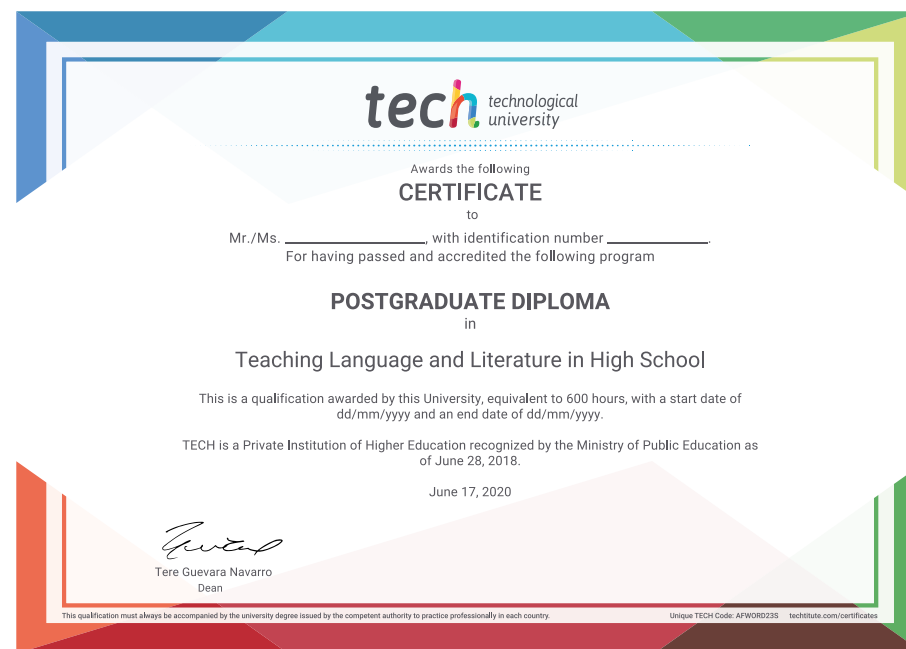 tech technological
university
Awards the following
CERTIFICATE
to
Mr./Ms. ____________________, with identification number ______________.
For having passed and accredited the following program
POSTGRADUATE DIPLOMA
in
Teaching Language and Literature in High School
This is a qualification awarded by this University, equivalent to 600 hours, with a start date of
dd/mm/yyyy and an end date of dd/mm/yyyy.
TECH is a Private Institution of Higher Education recognized by the Ministry of Public Education as
of June 28, 2018.
June 17, 2020
Tere Guevara Navarro
Dean
This qualification must always be accompanied by the university degree issued by the competent authority to practice professionally in each country. Unique TECH Code: AFWORD23S techtitute.com/certificates